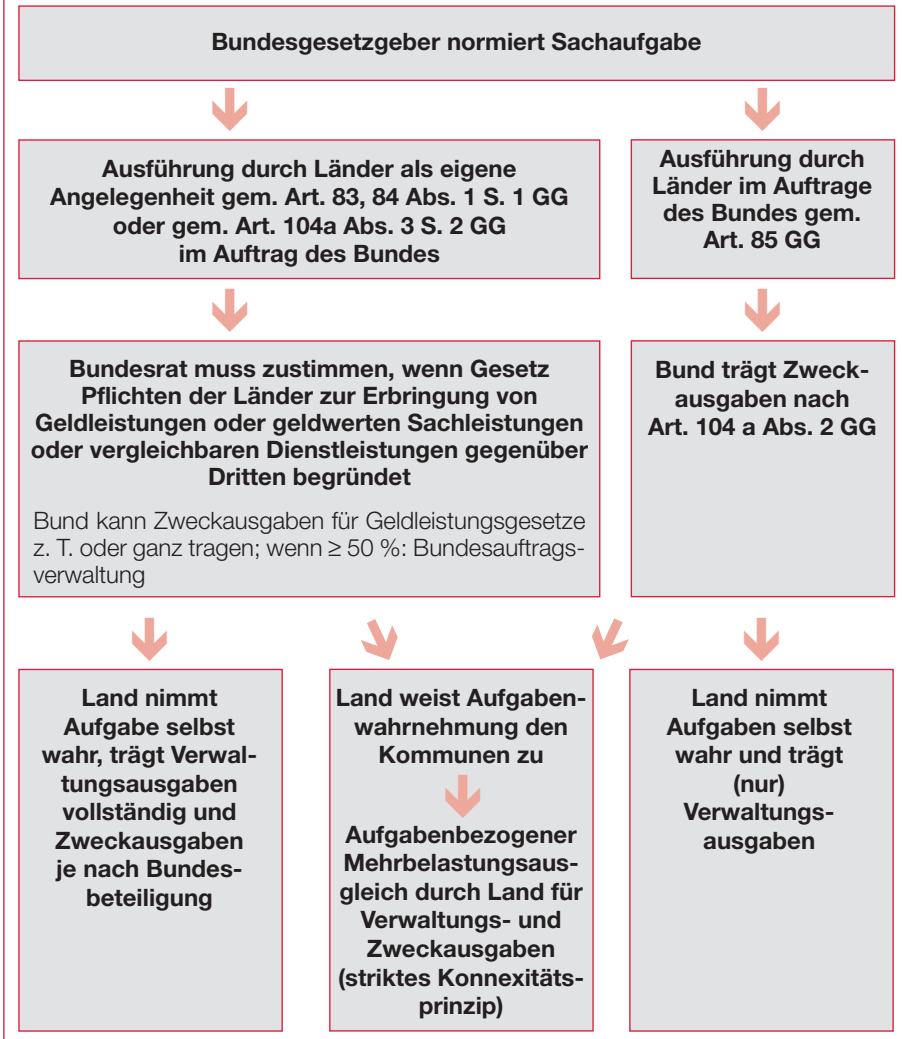 Bundesgesetzgeber normiert Sachaufgabe
Ausführung durch Länder als eigene
Angelegenheit gem. Art. 83, 84 Abs. 1 S. 1 GG
oder gem. Art. 104a Abs. 3 S. 2 GG
im Auftrag des Bundes
Ausführung durch
Länder im Auftrage
des Bundes gem.
Art. 85 GG
Bundesrat muss zustimmen, wenn Gesetz
Pflichten der Länder zur Erbringung von
Geldleistungen oder geldwerten Sachleistungen
oder vergleichbaren Dienstleistungen gegenüber
Dritten begründet
Bund kann Zweckausgaben für Geldleistungsgesetze
z. T. oder ganz tragen; wenn ≥ 50 %: Bundesauftrags-
verwaltung
Bund trägt Zweck-
ausgaben nach
Art. 104 a Abs. 2 GG
Land nimmt
Aufgabe selbst
wahr, trägt Verwal-
tungsausgaben
vollständig und
Zweckausgaben
je nach Bundes-
beteiligung
Land weist Aufgaben-
wahrnehmung den
Kommunen zu
Aufgabenbezogener
Mehrbelastungsaus-
gleich durch Land für
Verwaltungs- und
Zweckausgaben
(striktes Konnexitäts-
prinzip)
Land nimmt
Aufgaben selbst
wahr und trägt
(nur)
Verwaltungs-
ausgaben